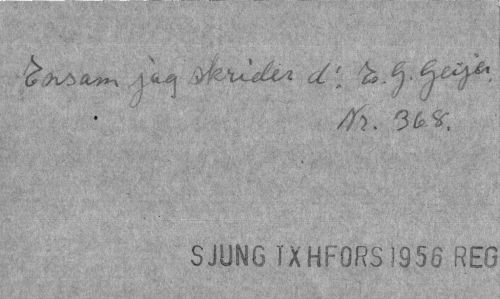 Ensam jag skrider d: E. G. Geijer.
Nr. 368.
SJUNG IX HFORS 1956 REG